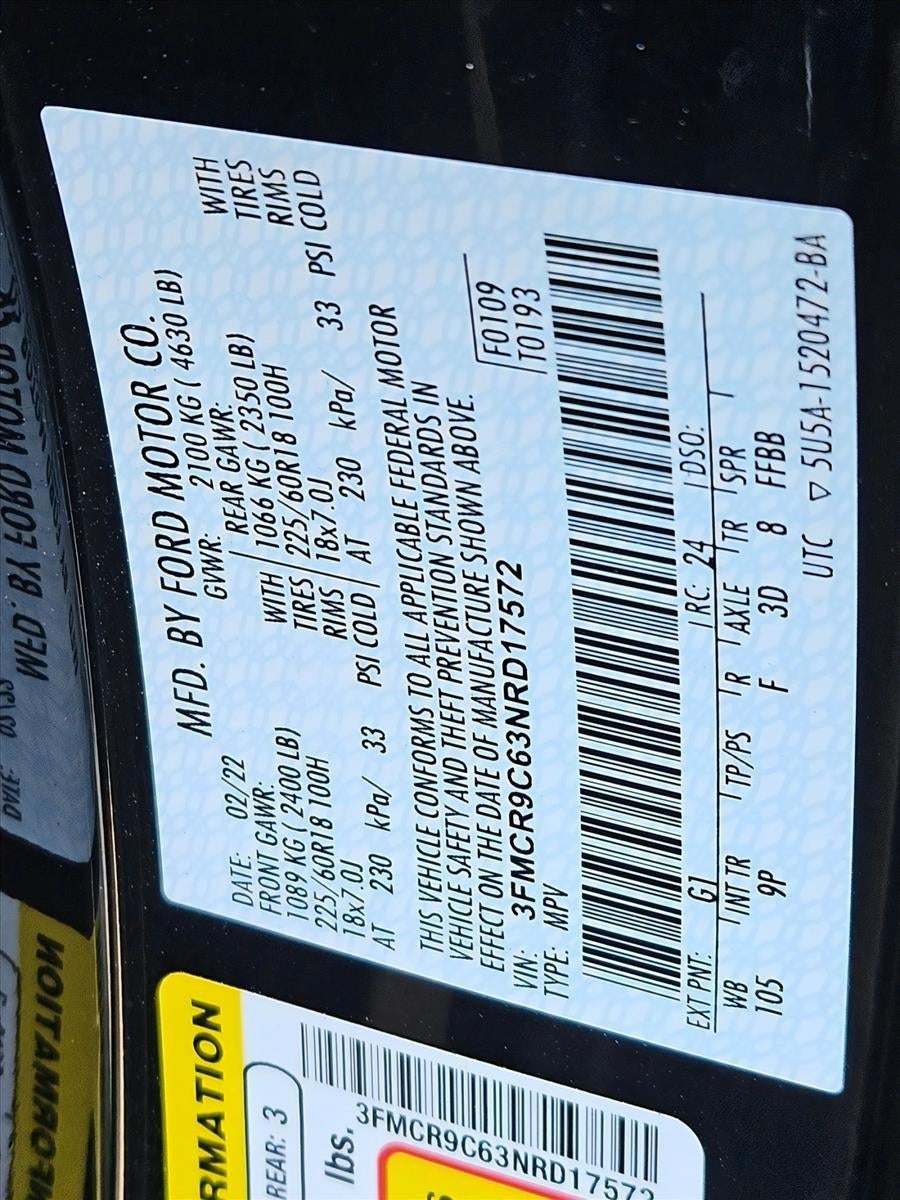 MFD. BY FORD MOTOR CO.
DATE: 02/22 GVWR: 2100 KG ( 4630 LB)
FRONT GAWR: REAR GAWR: WITH
1089 KG ( 2400 LB) WITH 1066 KG ( 2350 LB) TIRES
225/60R18 100H TIRES 225/60R18 100H RIMS
18x7.0J RIMS 18x7.0J
AT 230 kPa/ 33 PSI COLD AT 230 kPa/ 33 PSI COLD
THIS VEHICLE CONFORMS TO ALL APPLICABLE FEDERAL MOTOR
VEHICLE SAFETY AND THEFT PREVENTION STANDARDS IN
EFFECT ON THE DATE OF MANUFACTURE SHOWN ABOVE.
VIN: 3FMCR9C63NRD17572 F0109
TYPE: MPV T0193
EXT PNT: G1 RC: 24 DSO:
WB INT TR TP/PS R AXLE TR SPR
105 9P F 3D 8 FFBB
UTC ▽ 5U5A-1520472-BA
RMATION
REAR: 3
lbs.
3FMCR9C63NRD17572